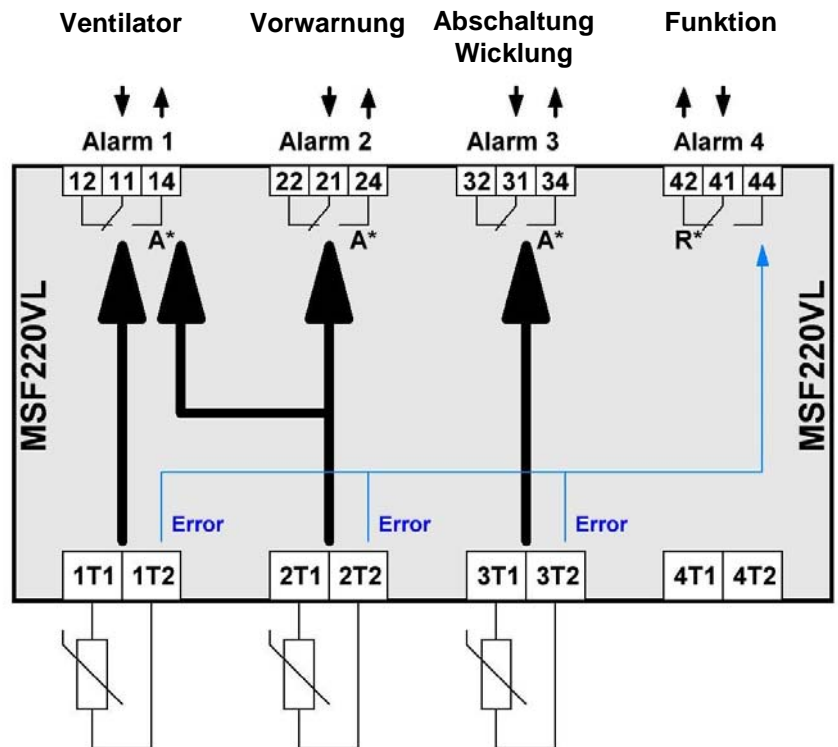 Ventilator Vorwarnung Abschaltung Wicklung Funktion
Alarm 1 Alarm 2 Alarm 3 Alarm 4
12 11 14 22 21 24 32 31 34 42 41 44
A* A* A* R*
MSF220VL MSF220VL
Error Error Error
1T1 1T2 2T1 2T2 3T1 3T2 4T1 4T2